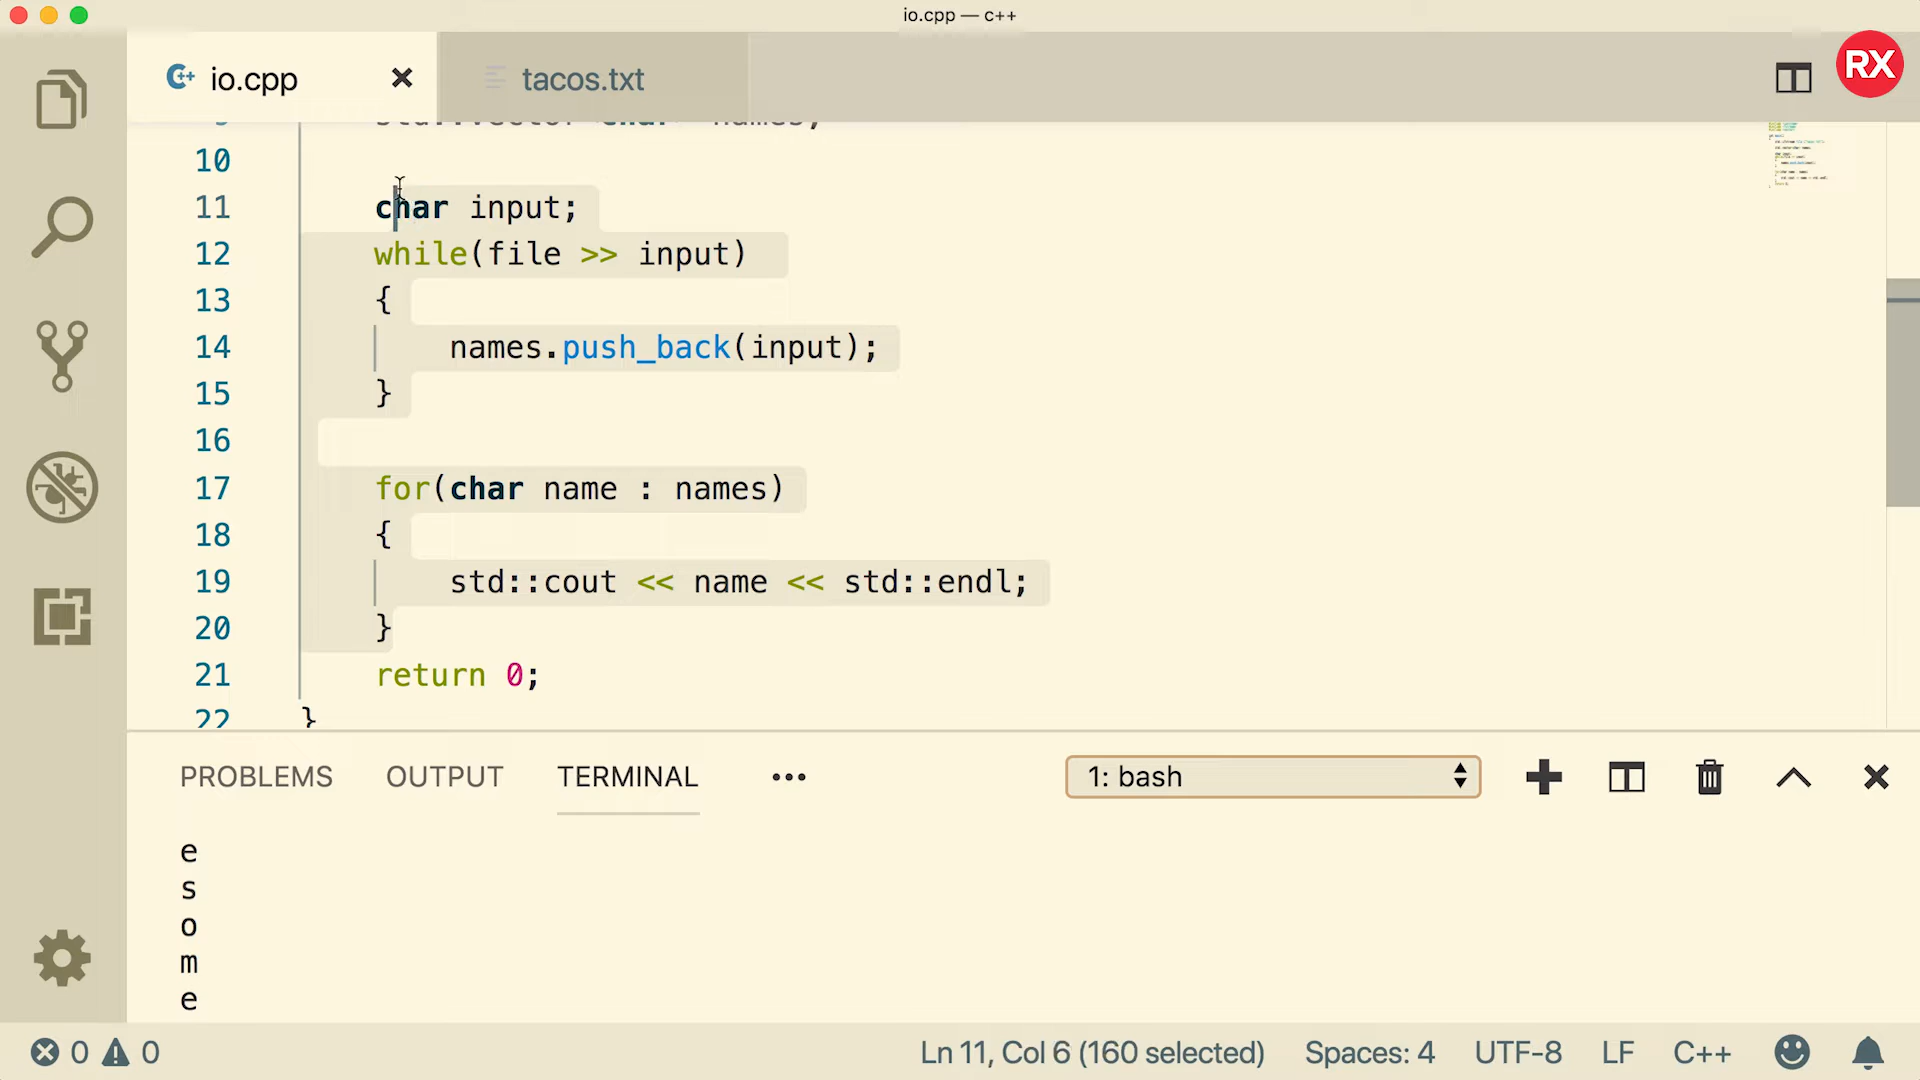 io.cpp — c++
io.cpp
tacos.txt
RX
10
11 char input;
12 while(file >> input)
13 {
14 names.push_back(input);
15 }
16
17 for(char name : names)
18 {
19 std::cout << name << std::endl;
20 }
21 return 0;
22 }
PROBLEMS OUTPUT TERMINAL •••
1: bash
e
s
o
m
e
0 0
Ln 11, Col 6 (160 selected) Spaces: 4 UTF-8 LF C++